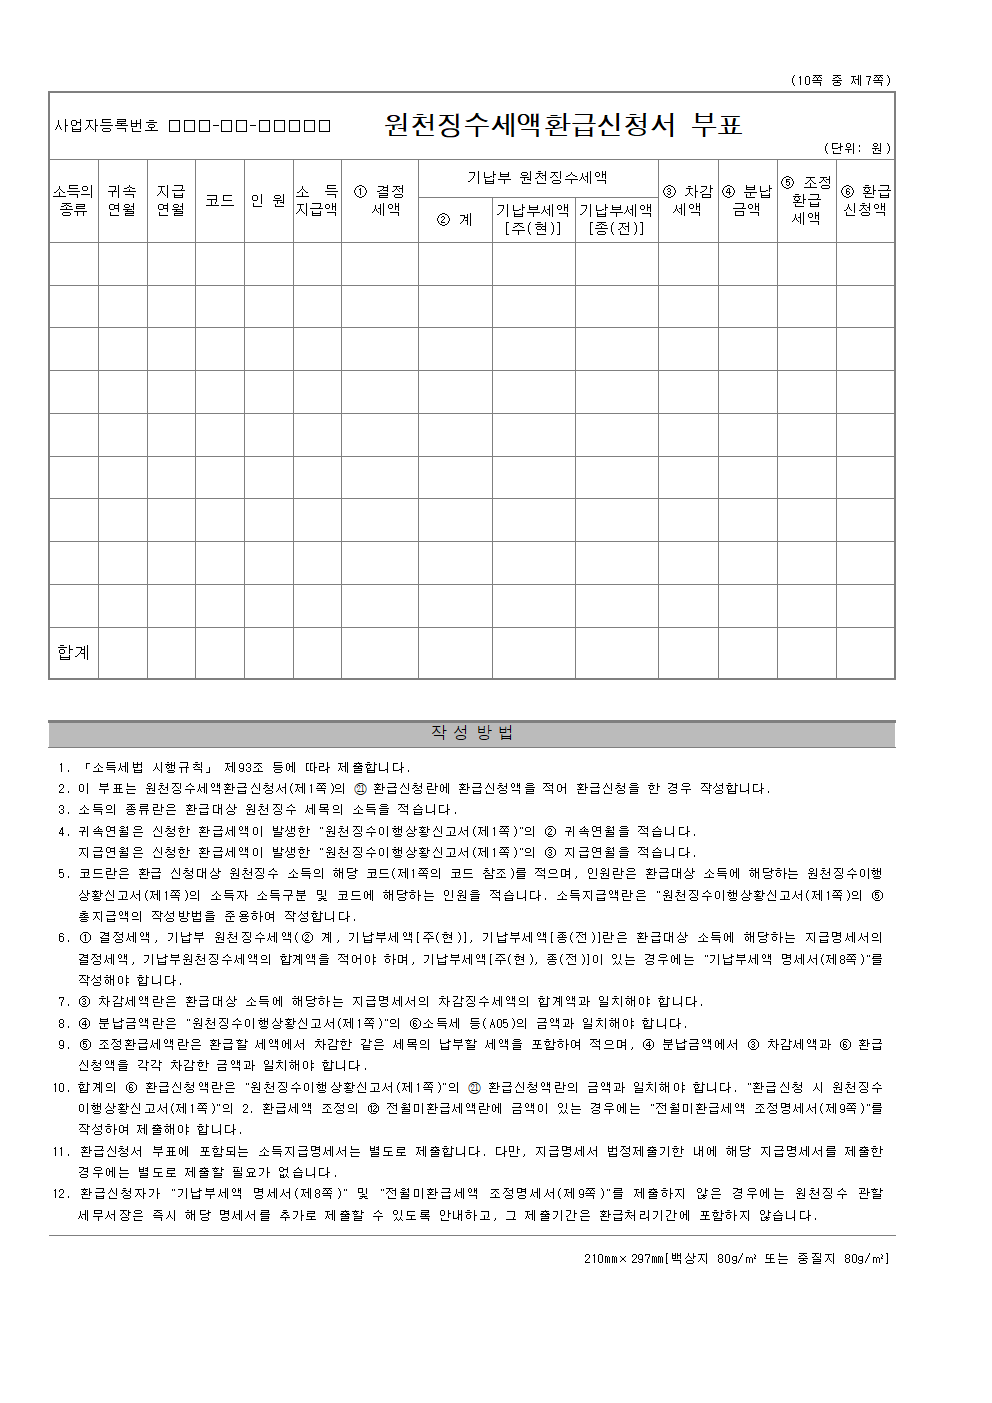 (10쪽 중 제7쪽)
사업자등록번호 □□□-□□-□□□□□
원천징수세액환급신청서 부표
(단위: 원)
소득의 종류
귀속 연월
지급 연월
코드
인 원
소 득 지급액
① 결정 세액
기납부 원천징수세액
② 계
기납부세액 [주(현)]
기납부세액 [종(전)]
③ 차감 세액
④ 분납 금액
⑤ 조정 환급 세액
⑥ 환급 신청액
합계
작 성 방 법
1. 「소득세법 시행규칙」 제93조 등에 따라 제출합니다.
2. 이 부표는 원천징수세액환급신청서(제1쪽)의 ㉑ 환급신청란에 환급신청액을 적어 환급신청을 한 경우 작성합니다.
3. 소득의 종류란은 환급대상 원천징수 세목의 소득을 적습니다.
4. 귀속연월은 신청한 환급세액이 발생한 "원천징수이행상황신고서(제1쪽)"의 ② 귀속연월을 적습니다.
지급연월은 신청한 환급세액이 발생한 "원천징수이행상황신고서(제1쪽)"의 ③ 지급연월을 적습니다.
5. 코드란은 환급 신청대상 원천징수 소득의 해당 코드(제1쪽의 코드 참조)를 적으며, 인원란은 환급대상 소득에 해당하는 원천징수이행
상황신고서(제1쪽)의 소득자 소득구분 및 코드에 해당하는 인원을 적습니다. 소득지급액란은 "원천징수이행상황신고서(제1쪽)의 ⑤
총지급액의 작성방법을 준용하여 작성합니다.
6. ① 결정세액, 기납부 원천징수세액(② 계, 기납부세액[주(현)], 기납부세액[종(전)]란은 환급대상 소득에 해당하는 지급명세서의
결정세액, 기납부원천징수세액의 합계액을 적어야 하며, 기납부세액[주(현), 종(전)]이 있는 경우에는 "기납부세액 명세서(제8쪽)"를
작성해야 합니다.
7. ③ 차감세액란은 환급대상 소득에 해당하는 지급명세서의 차감징수세액의 합계액과 일치해야 합니다.
8. ④ 분납금액란은 "원천징수이행상황신고서(제1쪽)"의 ⑥소득세 등(A05)의 금액과 일치해야 합니다.
9. ⑤ 조정환급세액란은 환급할 세액에서 차감한 같은 세목의 납부할 세액을 포함하여 적으며, ④ 분납금액에서 ③ 차감세액과 ⑥ 환급
신청액을 각각 차감한 금액과 일치해야 합니다.
10. 합계의 ⑥ 환급신청액란은 "원천징수이행상황신고서(제1쪽)"의 ㉑ 환급신청액란의 금액과 일치해야 합니다. "환급신청 시 원천징수
이행상황신고서(제1쪽)"의 2. 환급세액 조정의 ⑫ 전월미환급세액란에 금액이 있는 경우에는 "전월미환급세액 조정명세서(제9쪽)"를
작성하여 제출해야 합니다.
11. 환급신청서 부표에 포함되는 소득지급명세서는 별도로 제출합니다. 다만, 지급명세서 법정제출기한 내에 해당 지급명세서를 제출한
경우에는 별도로 제출할 필요가 없습니다.
12. 환급신청자가 "기납부세액 명세서(제8쪽)" 및 "전월미환급세액 조정명세서(제9쪽)"를 제출하지 않은 경우에는 원천징수 관할
세무서장은 즉시 해당 명세서를 추가로 제출할 수 있도록 안내하고, 그 제출기간은 환급처리기간에 포함하지 않습니다.
210㎜×297㎜[백상지 80g/㎡ 또는 중질지 80g/㎡]